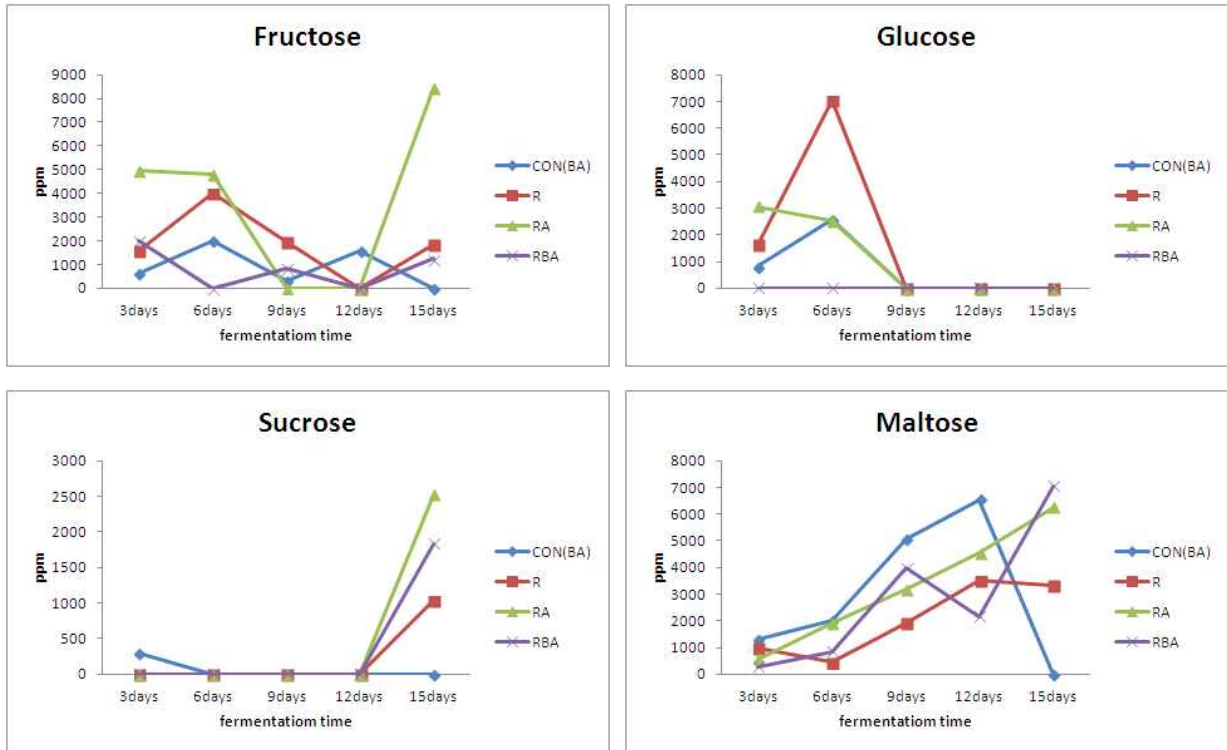 Fructose
9000
8000
7000
6000
5000
4000
3000
2000
1000
0
ppm
3days 6days 9days 12days 15days
fermentatiom time
CON(BA)
R
RA
RBA
Glucose
8000
7000
6000
5000
4000
3000
2000
1000
0
ppm
3days 6days 9days 12days 15days
fermentatiom time
CON(BA)
R
RA
RBA
Sucrose
3000
2500
2000
1500
1000
500
0
ppm
3days 6days 9days 12days 15days
fermentatiom time
CON(BA)
R
RA
RBA
Maltose
8000
7000
6000
5000
4000
3000
2000
1000
0
ppm
3days 6days 9days 12days 15days
fermentatiom time
CON(BA)
R
RA
RBA